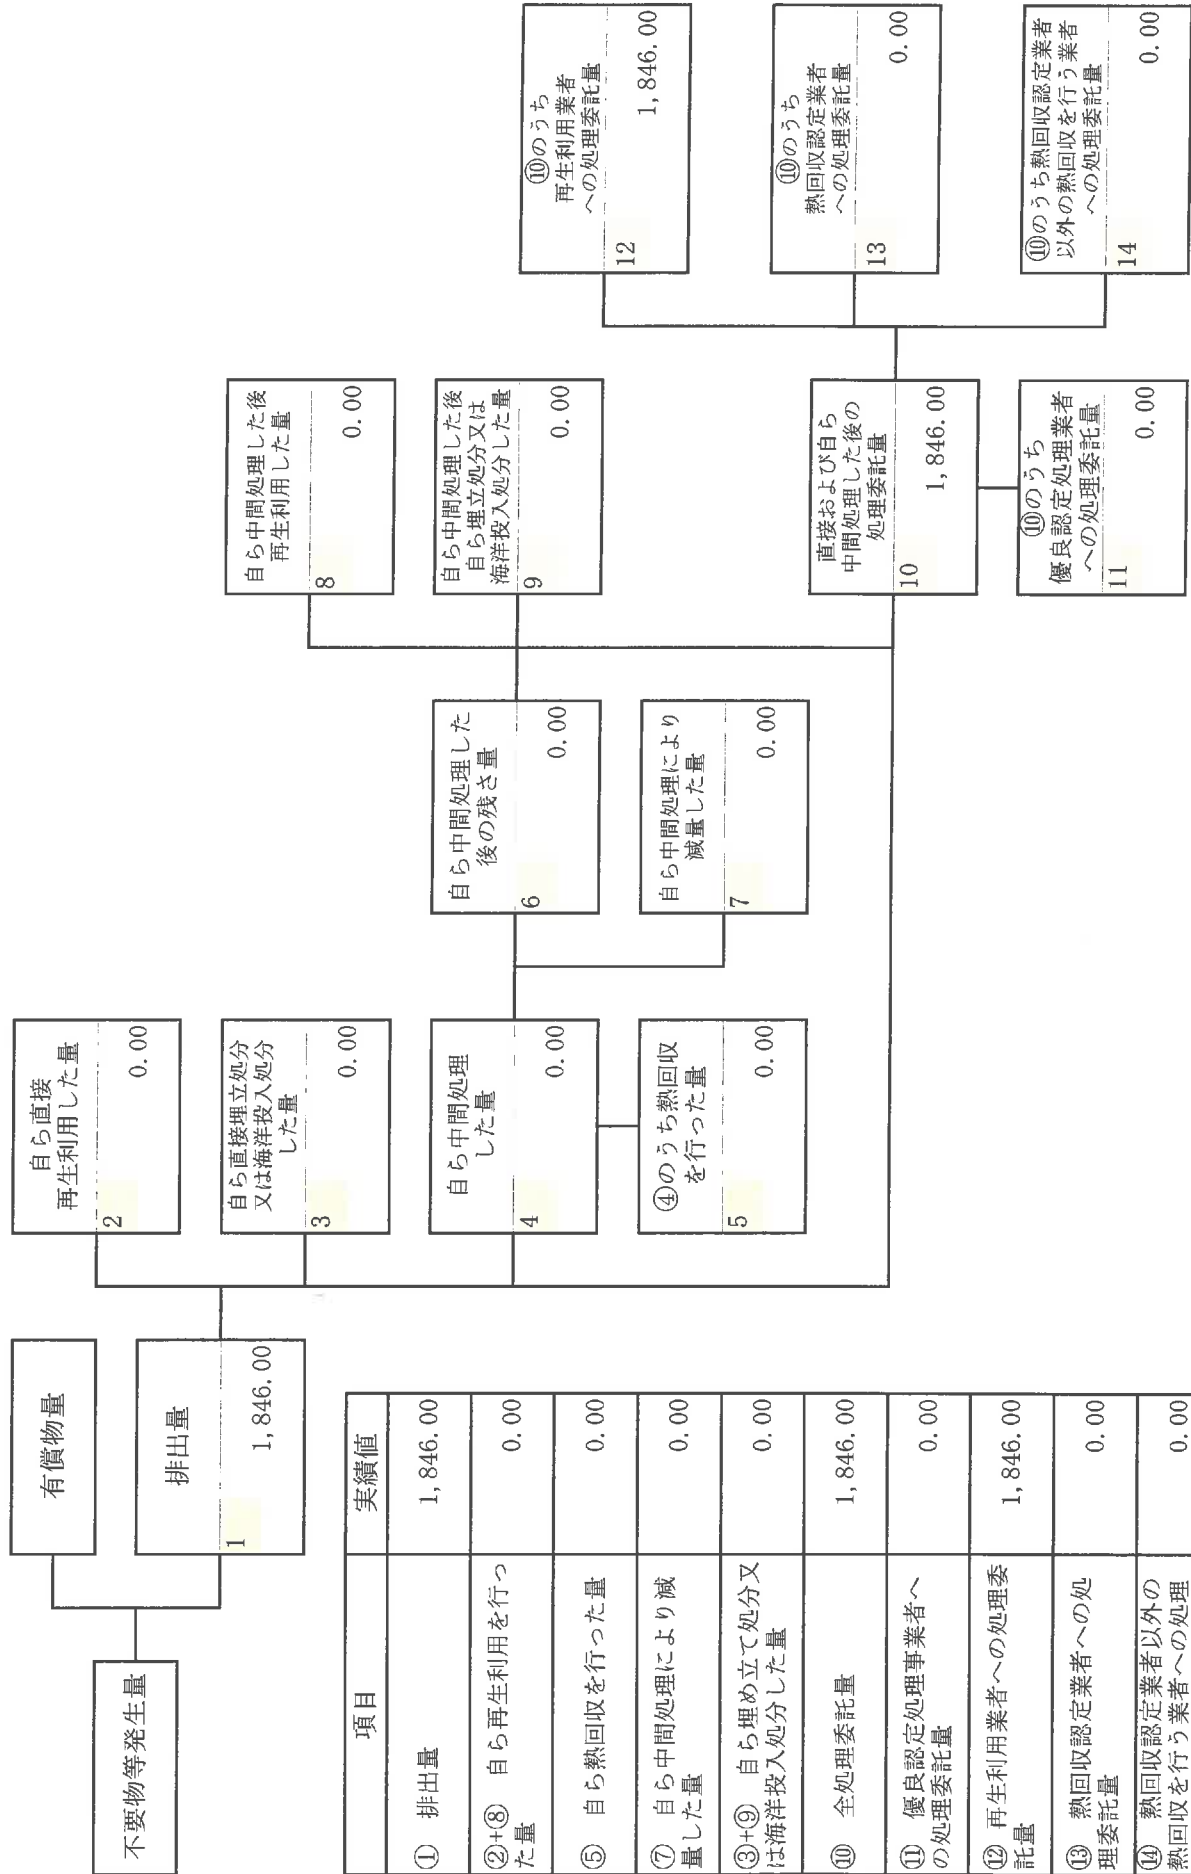 不要物等発生量
有償物量
排出量
1
1,846.00
自ら直接
再生利用した量
2
0.00
自ら直接埋立処分
又は海洋投入処分
した量
3
0.00
自ら中間処理
した量
4
0.00
④のうち熱回収
を行った量
5
0.00
自ら中間処理した
後の残さ量
6
0.00
自ら中間処理により
減量した量
7
0.00
自ら中間処理した後
再生利用した量
8
0.00
自ら中間処理した後
自ら埋立処分又は
海洋投入処分した量
9
0.00
直接および自ら
中間処理した後の
処理委託量
10
1,846.00
⑩のうち
優良認定処理業者
への処理委託量
11
0.00
⑩のうち
再生利用業者
への処理委託量
12
1,846.00
⑩のうち
熱回収認定業者
への処理委託量
13
0.00
⑩のうち熱回収認定業者
以外の熱回収を行う業者
への処理委託量
14
0.00
項目 実績値
① 排出量 1,846.00
②+⑧ 自ら再生利用を行っ
た量 0.00
⑤ 自ら熱回収を行った量 0.00
⑦ 自ら中間処理により減
量した量 0.00
③+⑨ 自ら埋め立て処分又
は海洋投入処分した量 0.00
⑩ 全処理委託量 1,846.00
⑪ 優良認定処理事業者へ
の処理委託量 0.00
⑫ 再生利用業者への処理委
託量 1,846.00
⑬ 熱回収認定業者への処
理委託量 0.00
⑭ 熱回収認定業者以外の
熱回収を行う業者への処理 0.00